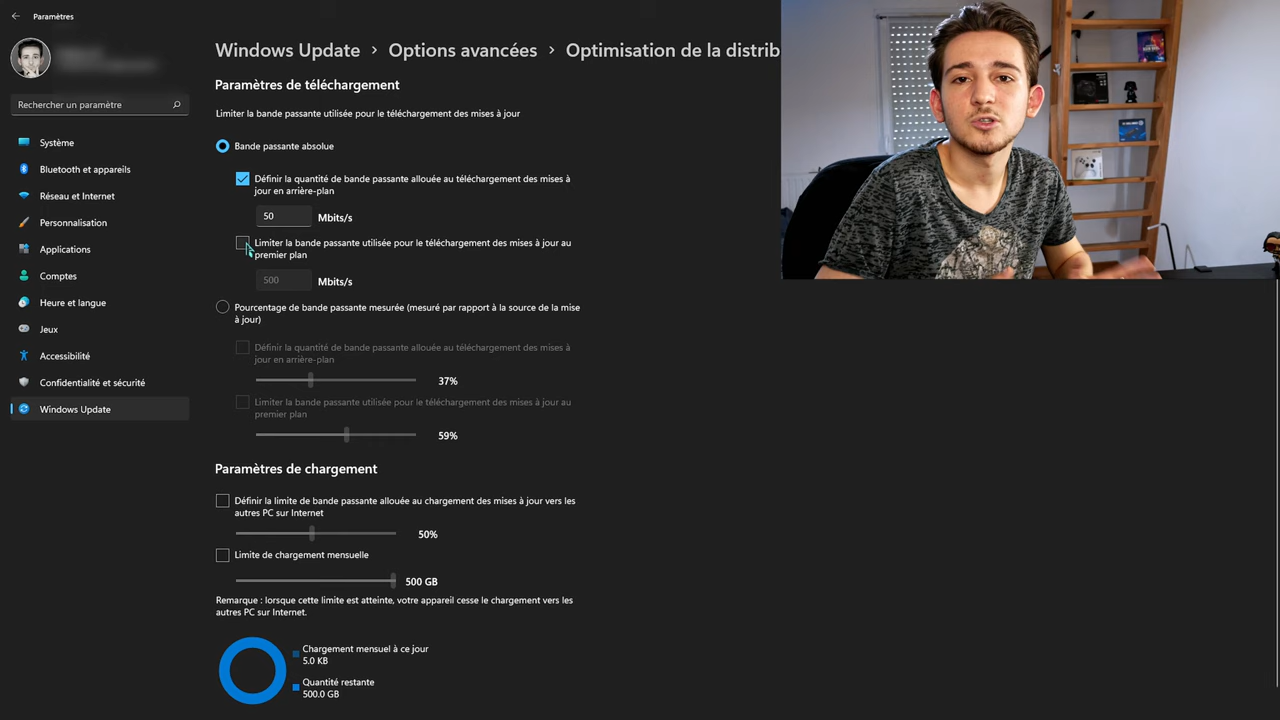 Paramètres
Windows Update > Options avancées > Optimisation de la distrib
Rechercher un paramètre
Système
Bluetooth et appareils
Réseau et Internet
Personnalisation
Applications
Comptes
Heure et langue
Jeux
Accessibilité
Confidentialité et sécurité
Windows Update
Paramètres de téléchargement
Limiter la bande passante utilisée pour le téléchargement des mises à jour
Bande passante absolue
Définir la quantité de bande passante allouée au téléchargement des mises à
jour en arrière-plan
50 Mbits/s
Limiter la bande passante utilisée pour le téléchargement des mises à jour au
premier plan
500 Mbits/s
Pourcentage de bande passante mesurée (mesuré par rapport à la source de la mise
à jour)
Définir la quantité de bande passante allouée au téléchargement des mises à
jour en arrière-plan
37%
Limiter la bande passante utilisée pour le téléchargement des mises à jour au
premier plan
59%
Paramètres de chargement
Définir la limite de bande passante allouée au chargement des mises à jour vers les
autres PC sur Internet
50%
Limite de chargement mensuelle
500 GB
Remarque : lorsque cette limite est atteinte, votre appareil cesse le chargement vers les
autres PC sur Internet.
Chargement mensuel à ce jour
5.0 KB
Quantité restante
500.0 GB